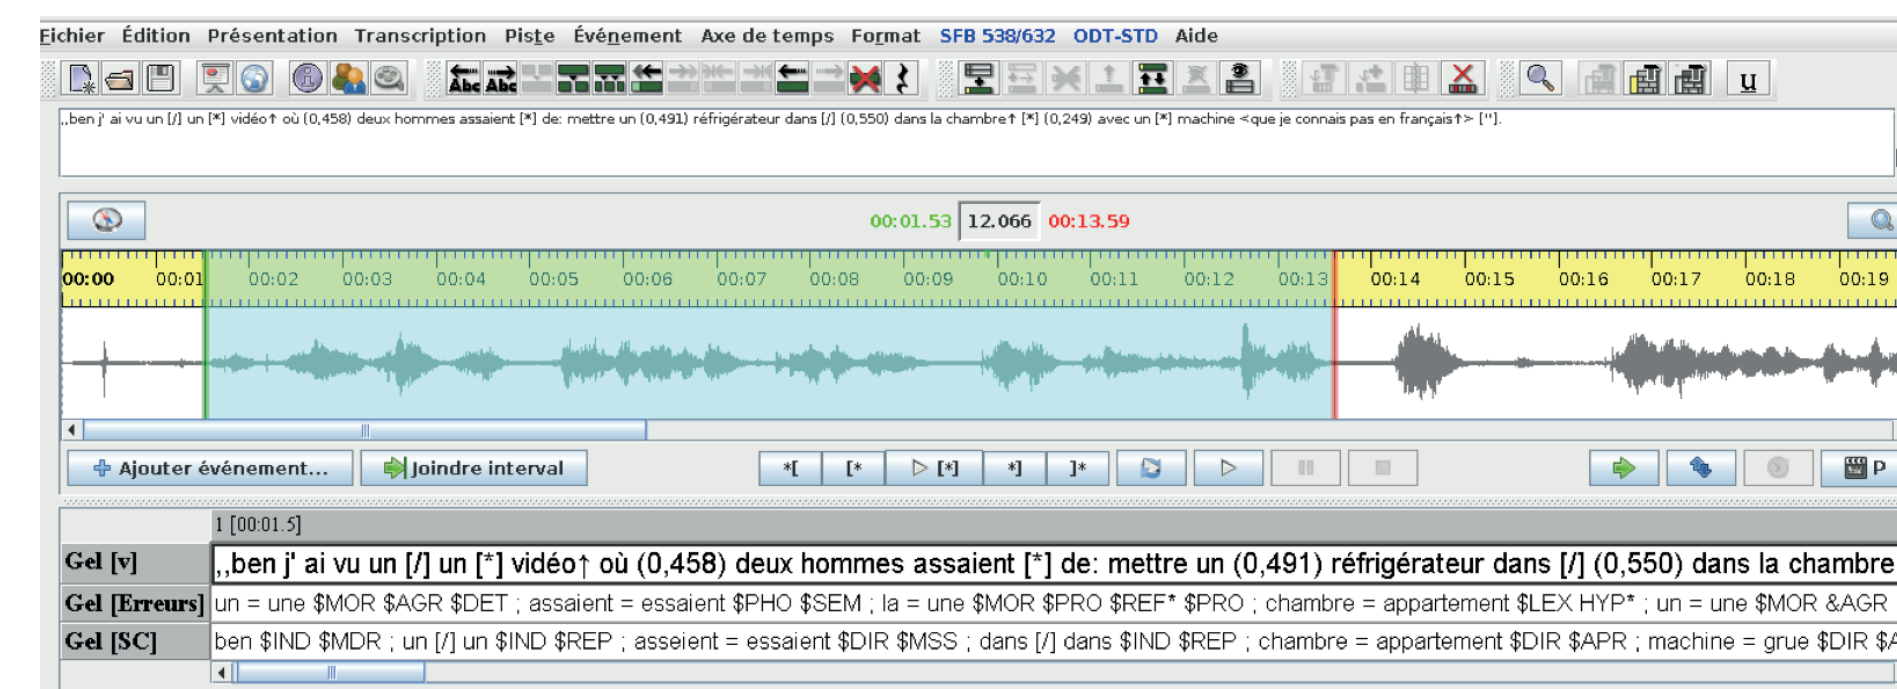 Fichier Édition Présentation Transcription Piste Événement Axe de temps Format SFB 538/632 ODT-STD Aide
Abc Abc u
,,ben j' ai vu un [/] un [*] vidéo↑ où (0,458) deux hommes assaient [*] de: mettre un (0,491) réfrigérateur dans [/] (0,550) dans la chambre↑ [*] (0,249) avec un [*] machine <que je connais pas en français↑> ["].
00:01.53 12.066 00:13.59
00:00 00:01 00:02 00:03 00:04 00:05 00:06 00:07 00:08 00:09 00:10 00:11 00:12 00:13 00:14 00:15 00:16 00:17 00:18 00:19
Ajouter événement... Joindre interval *[ [* [*] *] ]* P
1 [00:01.5]
Gel [v] ,,ben j' ai vu un [/] un [*] vidéo↑ où (0,458) deux hommes assaient [*] de: mettre un (0,491) réfrigérateur dans [/] (0,550) dans la chambre
Gel [Erreurs] un = une $MOR $AGR $DET ; assaient = essaient $PHO $SEM ; la = une $MOR $PRO $REF* $PRO ; chambre = appartement $LEX HYP* ; un = une $MOR &AGR
Gel [SC] ben $IND $MDR ; un [/] un $IND $REP ; asseient = essaient $DIR $MSS ; dans [/] dans $IND $REP ; chambre = appartement $DIR $APR ; machine = grue $DIR $A